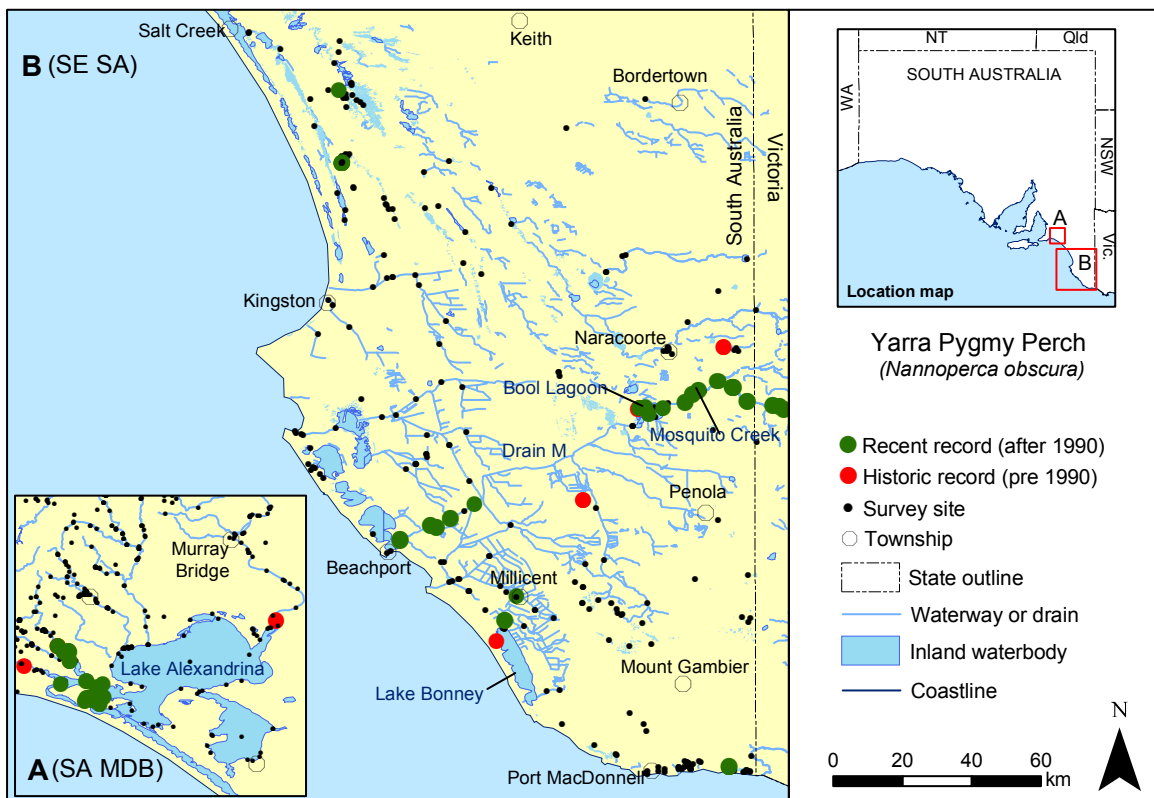 B (SE SA)
Salt Creek
Keith
Bordertown
South Australia
Victoria
Kingston
Naracoorte
Bool Lagoon
Mosquito Creek
Drain M
Penola
Beachport
Millicent
Mount Gambier
Lake Bonney
Port MacDonnell
Murray
Bridge
Lake Alexandrina
A (SA MDB)
NT
Qld
SOUTH AUSTRALIA
WA
NSW
Vic.
A
B
Location map
Yarra Pygmy Perch
(Nannoperca obscura)
Recent record (after 1990)
Historic record (pre 1990)
Survey site
Township
State outline
Waterway or drain
Inland waterbody
Coastline
N
0 20 40 60
km